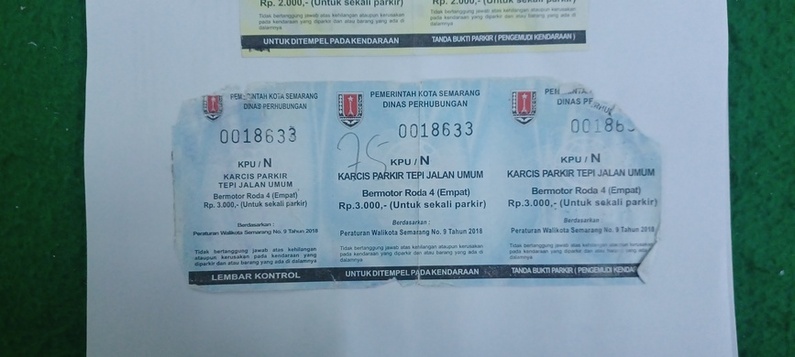 Rp. 2.000,- (Untuk sekali parkir)
Tidak bertanggung jawab atas kehilangan ataupun kerusakan
pada kendaraan yang diparkir dan atau barang yang ada di
dalamnya
UNTUK DITEMPEL PADA KENDARAAN
Rp. 2.000,- (Untuk sekali parkir)
Tidak bertanggung jawab atas kehilangan ataupun kerusakan
pada kendaraan yang diparkir dan atau barang yang ada di
dalamnya
TANDA BUKTI PARKIR ( PENGEMUDI KENDARAAN )
PEMERINTAH KOTA SEMARANG
DINAS PERHUBUNGAN
0018633
KPU / N
KARCIS PARKIR
TEPI JALAN UMUM
Bermotor Roda 4 (Empat)
Rp. 3.000,- (Untuk sekali parkir)
Berdasarkan :
Peraturan Walikota Semarang No. 9 Tahun 2018
Tidak bertanggung jawab atas kehilangan
ataupun kerusakan pada kendaraan yang
diparkir dan atau barang yang ada di dalamnya
LEMBAR KONTROL
PEMERINTAH KOTA SEMARANG
DINAS PERHUBUNGAN
0018633
75
KPU / N
KARCIS PARKIR TEPI JALAN UMUM
Bermotor Roda 4 (Empat)
Rp.3.000,- (Untuk sekali parkir)
Berdasarkan :
Peraturan Walikota Semarang No. 9 Tahun 2018
Tidak bertanggung jawab atas kehilangan ataupun kerusakan
pada kendaraan yang diparkir dan atau barang yang ada di
dalamnya
UNTUK DITEMPEL PADA KENDARAAN
DINAS
KPU / N
KARCIS PARKIR TEPI JALAN UMUM
Bermotor Roda 4 (Empat)
Rp.3.000,- (Untuk sekali parkir)
Berdasarkan :
Peraturan Walikota Semarang No. 9 Tahun 2018
Tidak bertanggung jawab atas kehilangan ataupun kerusakan
pada kendaraan yang diparkir dan atau barang yang ada di
dalamnya
TANDA BUKTI PARKIR ( PENGEMUDI